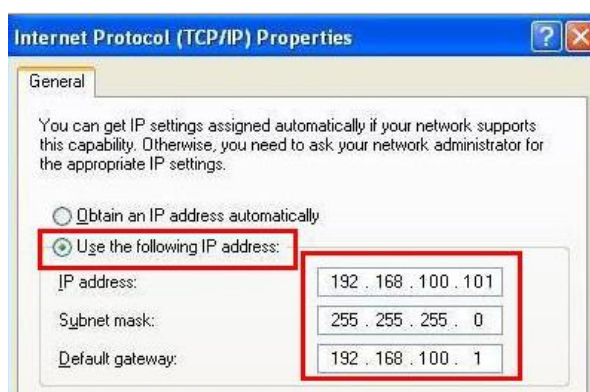 Internet Protocol (TCP/IP) Properties
General
You can get IP settings assigned automatically if your network supports
this capability. Otherwise, you need to ask your network administrator for
the appropriate IP settings.
Obtain an IP address automatically
Use the following IP address:
IP address: 192 . 168 . 100 . 101
Subnet mask: 255 . 255 . 255 . 0
Default gateway: 192 . 168 . 100 . 1